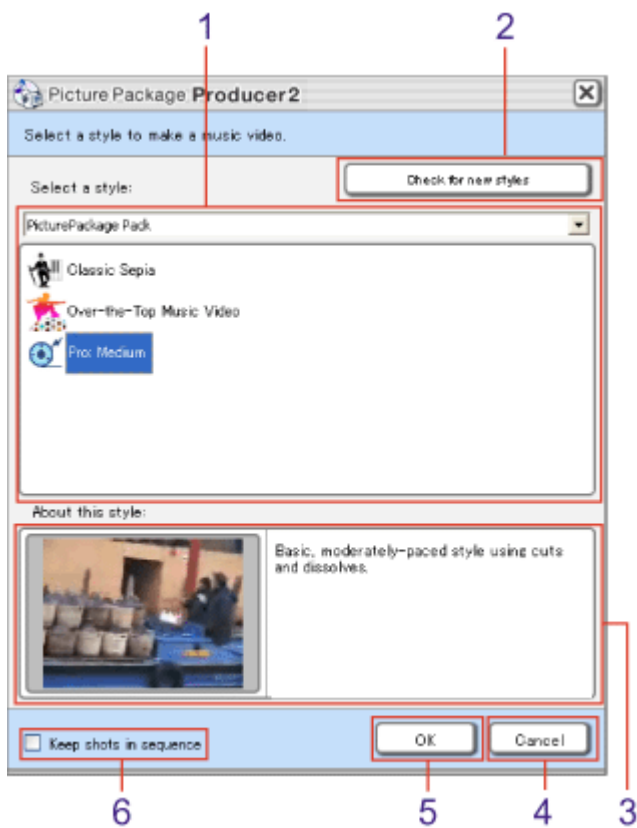 1
2
Picture Package Producer2
Select a style to make a music video.
Select a style:
Check for new styles
PicturePackage Pack
Classic Sepia
Over-the-Top Music Video
Pro: Medium
About this style:
Basic, moderately-paced style using cuts
and dissolves.
3
Keep shots in sequence
OK
Cancel
6
5
4